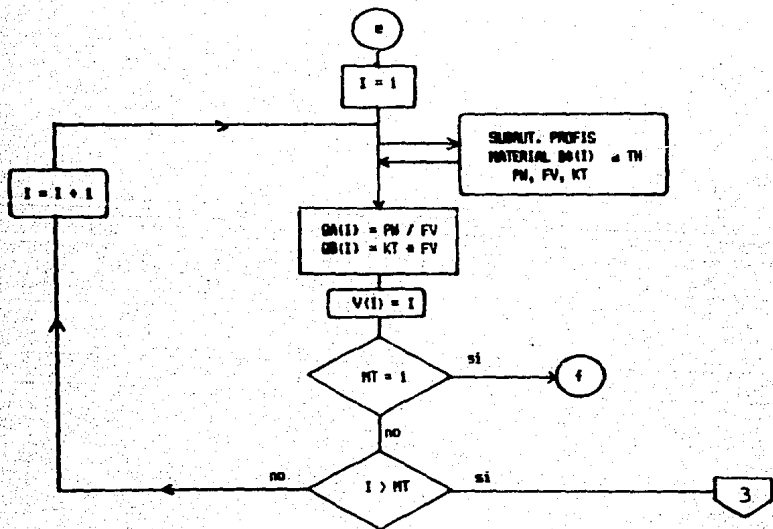 e
I = 1
SUBRUT. PROFIS
MATERIAL B$(I) a TM
PW, FV, KT
I = I + 1
QA(I) = PW / FV
QB(I) = KT * FV
V(I) = I
MT = 1
si
f
no
I > MT
no
si
3